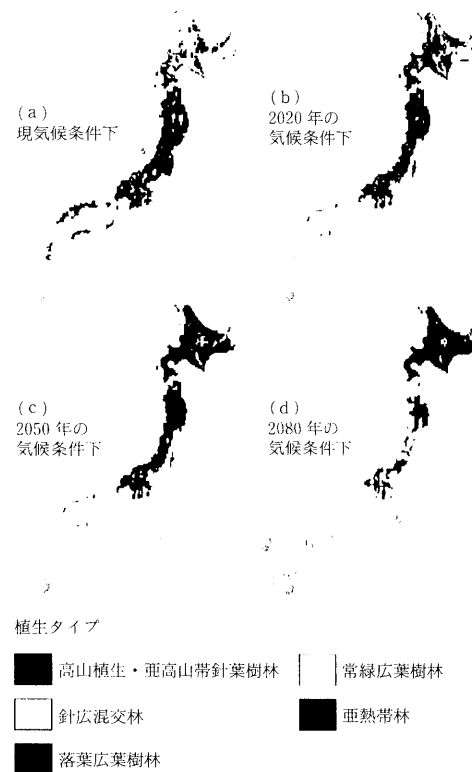 (a)
現気候条件下
(b)
2020 年の
気候条件下
(c)
2050 年の
気候条件下
(d)
2080 年の
気候条件下
植生タイプ
高山植生・亜高山帯針葉樹林
常緑広葉樹林
針広混交林
亜熱帯林
落葉広葉樹林